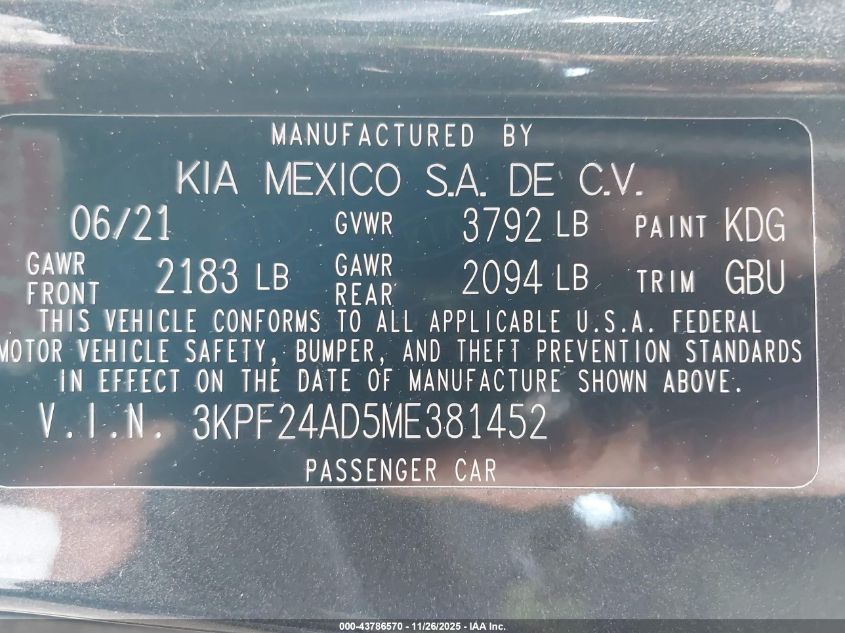 MANUFACTURED BY
KIA MEXICO S.A. DE C.V.
06/21 GVWR 3792 LB PAINT KDG
GAWR FRONT 2183 LB GAWR REAR 2094 LB TRIM GBU
THIS VEHICLE CONFORMS TO ALL APPLICABLE U.S.A. FEDERAL
MOTOR VEHICLE SAFETY, BUMPER, AND THEFT PREVENTION STANDARDS
IN EFFECT ON THE DATE OF MANUFACTURE SHOWN ABOVE.
V.I.N. 3KPF24AD5ME381452
PASSENGER CAR
000-43786570 - 11/26/2025 - IAA Inc.